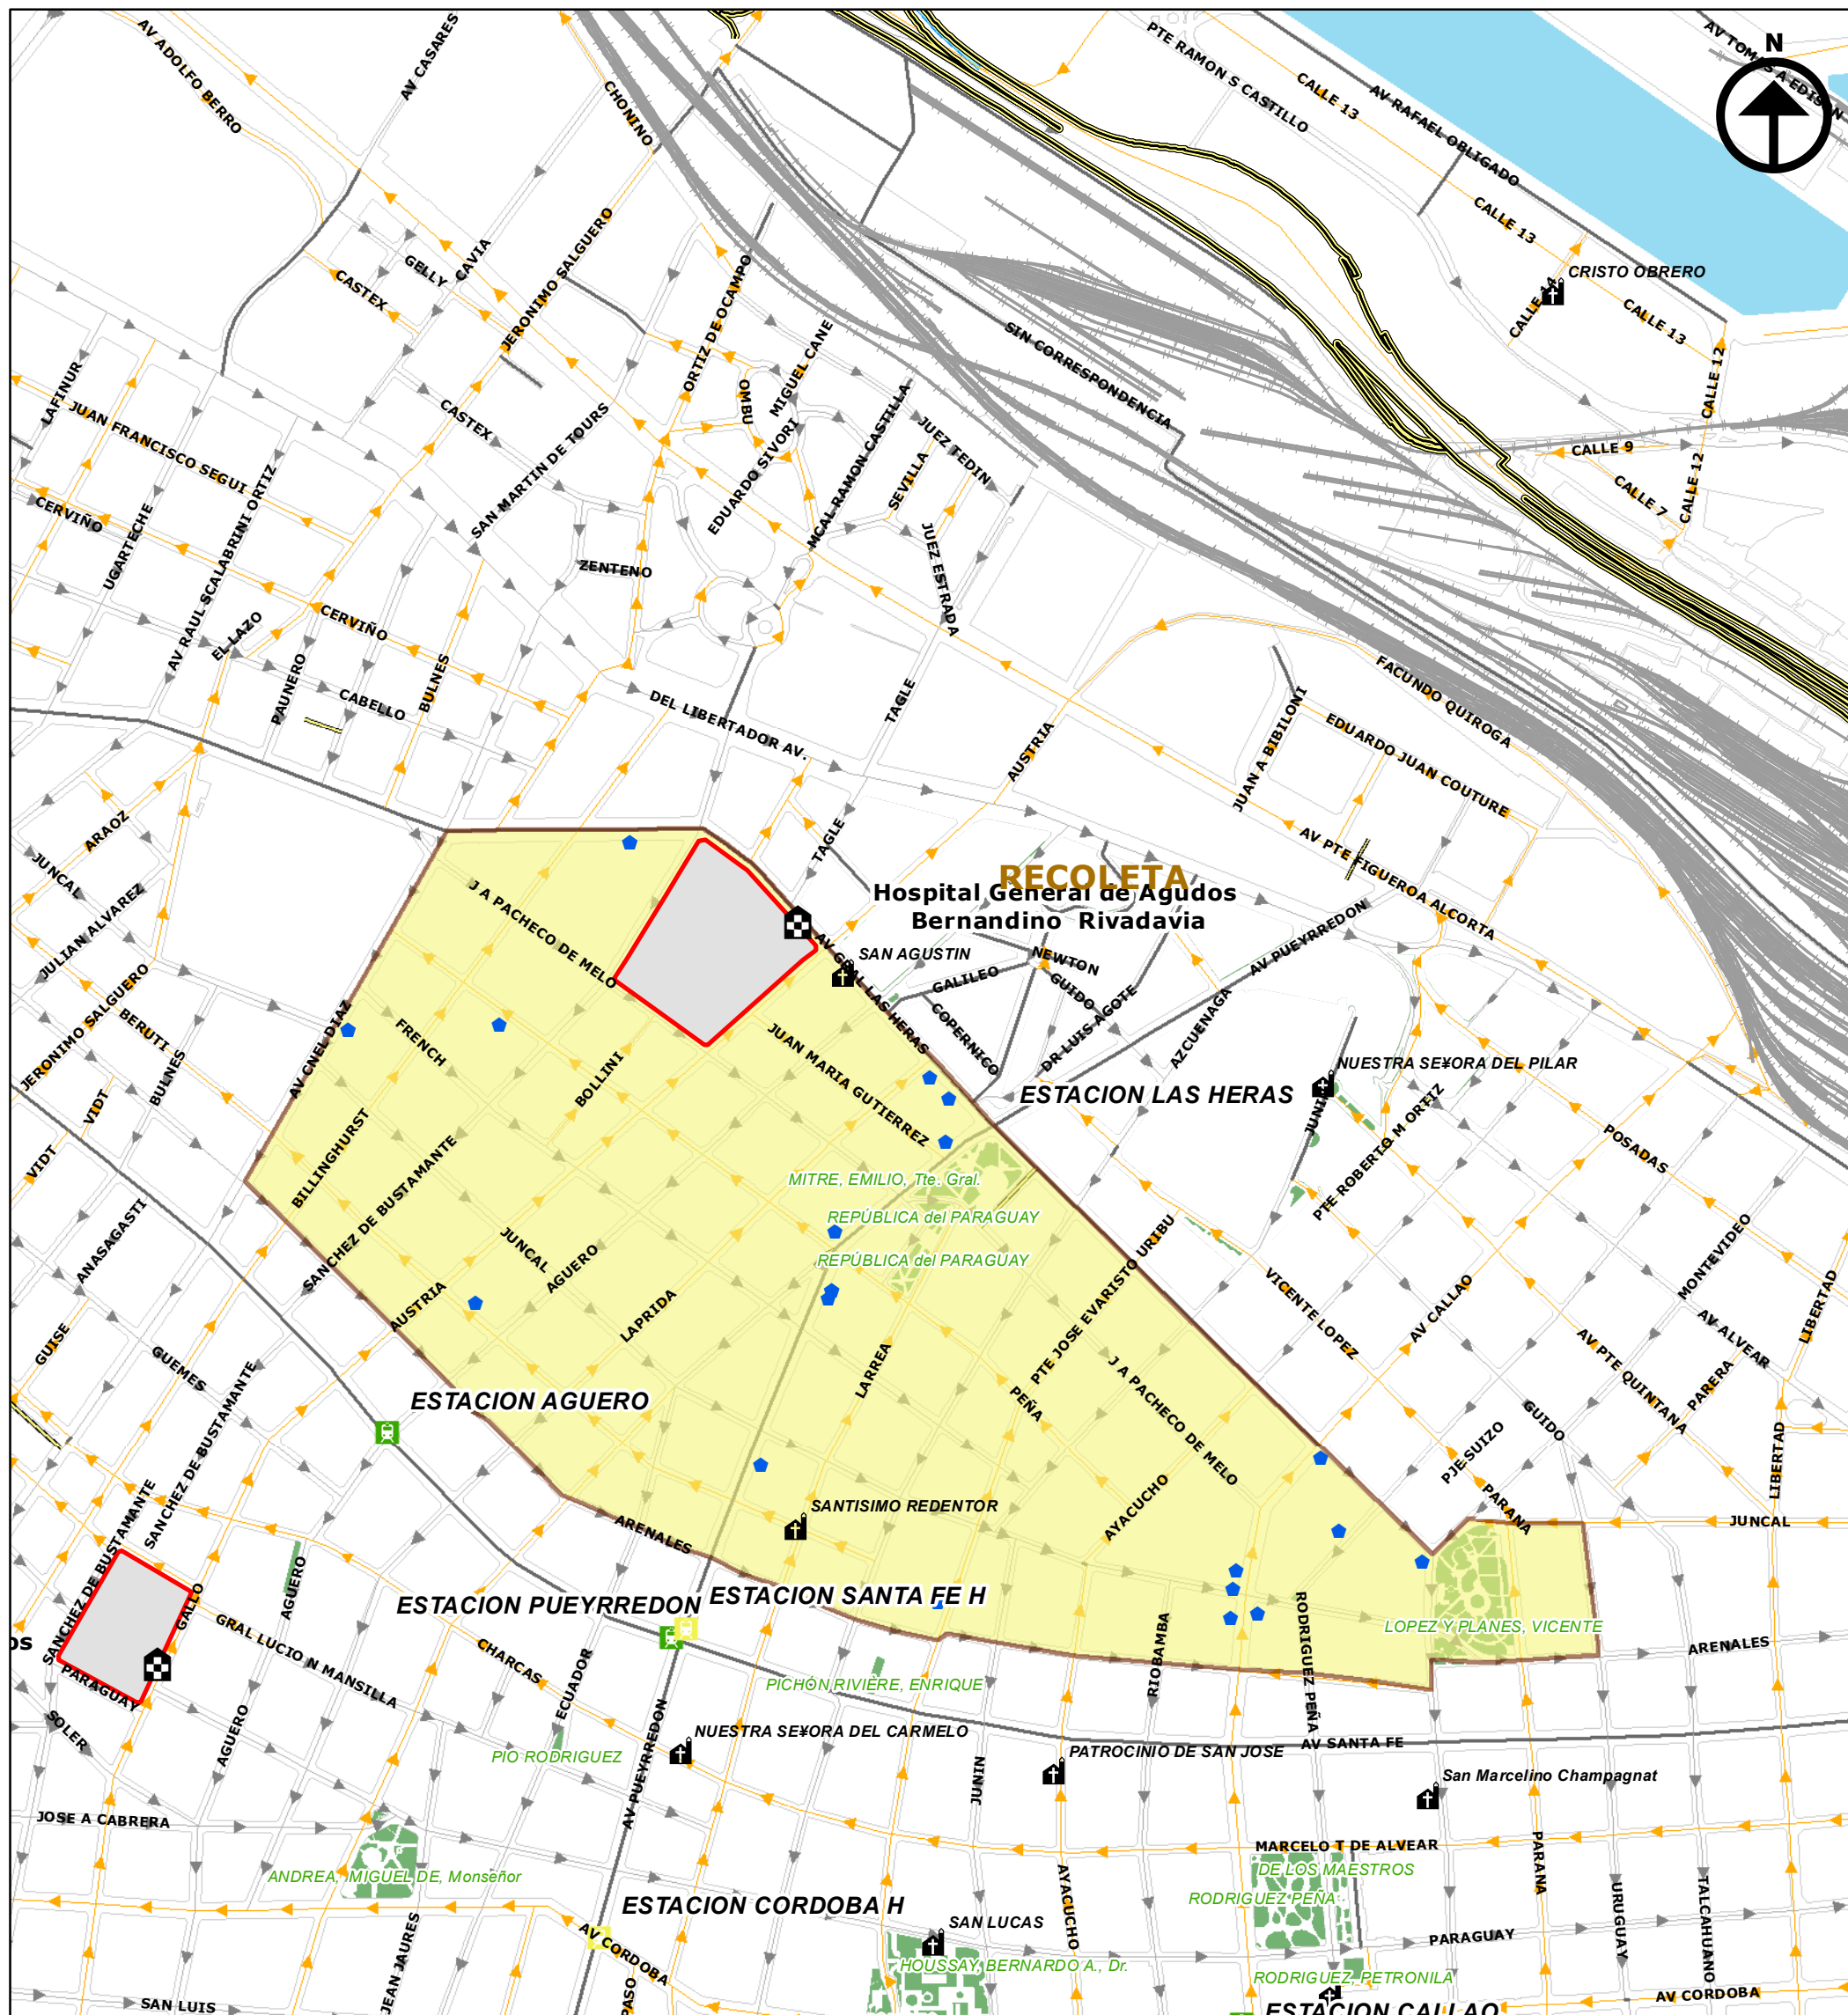 AV ADOLFO BERRO
AV CASARES
CHONINO
PTE RAMON S CASTILLO
CALLE 13
AV RAFAEL OBLIGADO
AV TOMAS A EDISON
N
CALLE 13
GELLY
CAVIA
CASTEX
JERONIMO SALGUERO
ORTIZ DE OCAMPO
CRISTO OBRERO
CALLE 14
CALLE 13
SIN CORRESPONDENCIA
MIGUEL CANE
OMBU
CALLE 12
LAFINUR
JUAN FRANCISCO SEGUI
CASTEX
SAN MARTIN DE TOURS
EDUARDO SIVORI
MCAL RAMON CASTILLA
JUEZ TEDIN
SEVILLA
CALLE 9
CALLE 7
CALLE 12
CERVIÑO
UGARTECHE
AV RAUL SCALABRINI ORTIZ
ZENTENO
JUEZ ESTRADA
EL LAZO
CERVIÑO
PAUNERO
CABELLO
BULNES
DEL LIBERTADOR AV.
TAGLE
AUSTRIA
FACUNDO QUIROGA
JUAN A BIBILONI
EDUARDO JUAN COUTURE
ARAOZ
JUNCAL
JULIAN ALVAREZ
TAGLE
AV PTE FIGUEROA ALCORTA
RECOLETA
Hospital General de Agudos
Bernandino Rivadavia
J A PACHECO DE MELO
SAN AGUSTIN
AV GRAL LAS HERAS
NEWTON
GALILEO
GUIDO
COPERNICO
DR LUIS AGOTE
AV PUEYRREDON
AZCUENAGA
JERONIMO SALGUERO
BERUTI
BULNES
VIDT
VIDT
AV CNEL DIAZ
FRENCH
BOLLINI
JUAN MARIA GUTIERREZ
ESTACION LAS HERAS
NUESTRA SE¥ORA DEL PILAR
JUNIN
PTE ROBERTO M ORTIZ
POSADAS
BILLINGHURST
SANCHEZ DE BUSTAMANTE
MITRE, EMILIO, Tte. Gral.
REPÚBLICA del PARAGUAY
REPÚBLICA del PARAGUAY
ANASAGASTI
JUNCAL
AGUERO
AUSTRIA
LAPRIDA
PTE JOSE EVARISTO URIBU
VICENTE LOPEZ
MONTEVIDEO
AV CALLAO
AV ALVEAR
LIBERTAD
GUISE
GUEMES
LARREA
PEÑA
J A PACHECO DE MELO
AV PTE QUINTANA
PARERA
ESTACION AGUERO
SANCHEZ DE BUSTAMANTE
PJE SUIZO
GUIDO
LIBERTAD
PARANA
JUNCAL
SANTISIMO REDENTOR
AYACUCHO
ARENALES
SANCHEZ DE BUSTAMANTE
GALLO
AGUERO
ESTACION PUEYRREDON
ESTACION SANTA FE H
RIOBAMBA
RODRIGUEZ PEÑA
LOPEZ Y PLANES, VICENTE
ARENALES
os
PARAGUAY
GRAL LUCIO N MANSILLA
CHARCAS
ECUADOR
PICHÓN RIVIÈRE, ENRIQUE
SOLER
AGUERO
PIO RODRIGUEZ
AV PUEYRREDON
NUESTRA SE¥ORA DEL CARMELO
JUNIN
PATROCINIO DE SAN JOSE
AV SANTA FE
San Marcelino Champagnat
JOSE A CABRERA
ANDREA, MIGUEL DE, Monseñor
MARCELO T DE ALVEAR
DE LOS MAESTROS
RODRIGUEZ PEÑA
PARANA
URUGUAY
TALCAHUANO
AYACUCHO
ESTACION CORDOBA H
SAN LUCAS
AV CORDOBA
HOUSSAY, BERNARDO A., Dr.
PARAGUAY
RODRIGUEZ, PETRONILA
SAN LUIS
JEAN JAURES
PASO
AV CORDOBA
ESTACION CALLAO